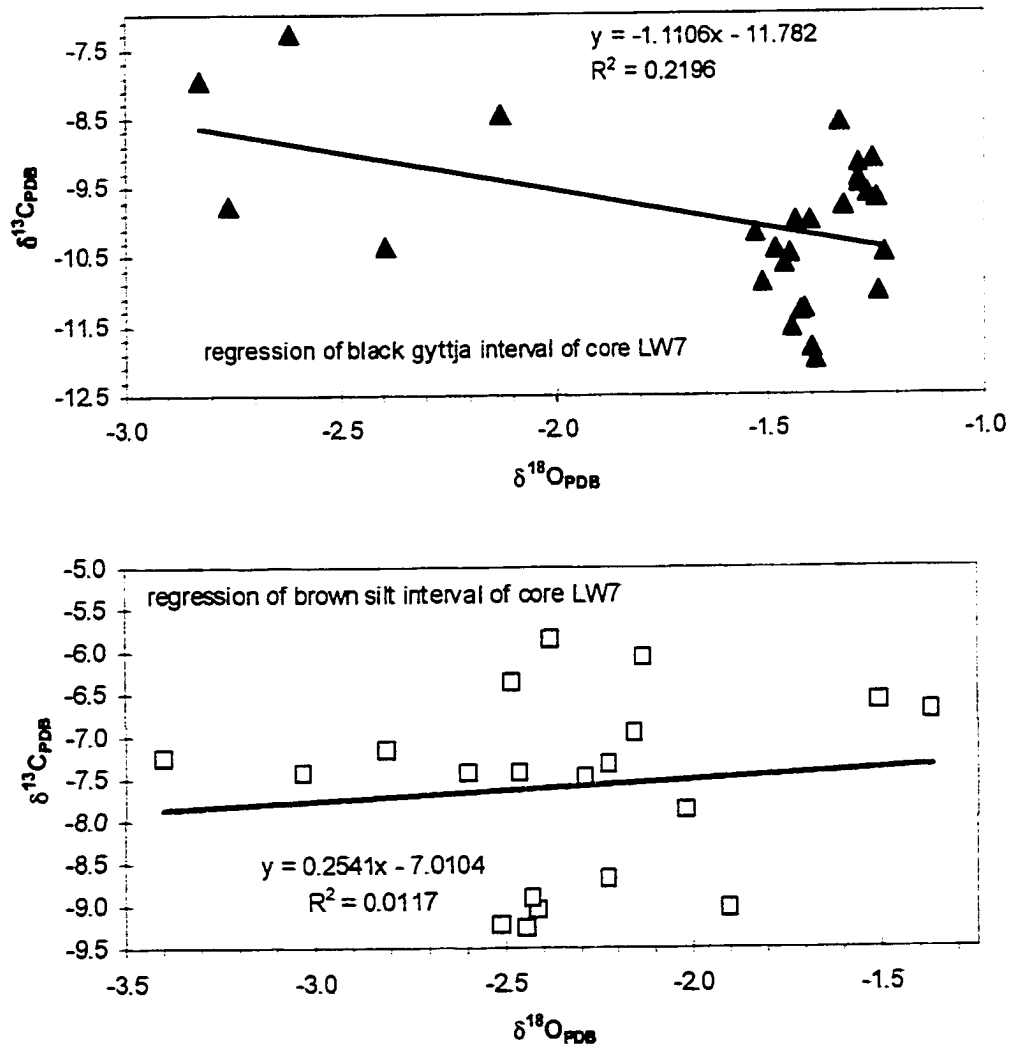 y = -1.1106x - 11.782
R² = 0.2196
-7.5
-8.5
-9.5
-10.5
-11.5
-12.5
δ¹³C_PDB
regression of black gyttja interval of core LW7
-3.0 -2.5 -2.0 -1.5 -1.0
δ¹⁸O_PDB
-5.0
-5.5
-6.0
-6.5
-7.0
-7.5
-8.0
-8.5
-9.0
-9.5
δ¹³C_PDB
regression of brown silt interval of core LW7
y = 0.2541x - 7.0104
R² = 0.0117
-3.5 -3.0 -2.5 -2.0 -1.5
δ¹⁸O_PDB